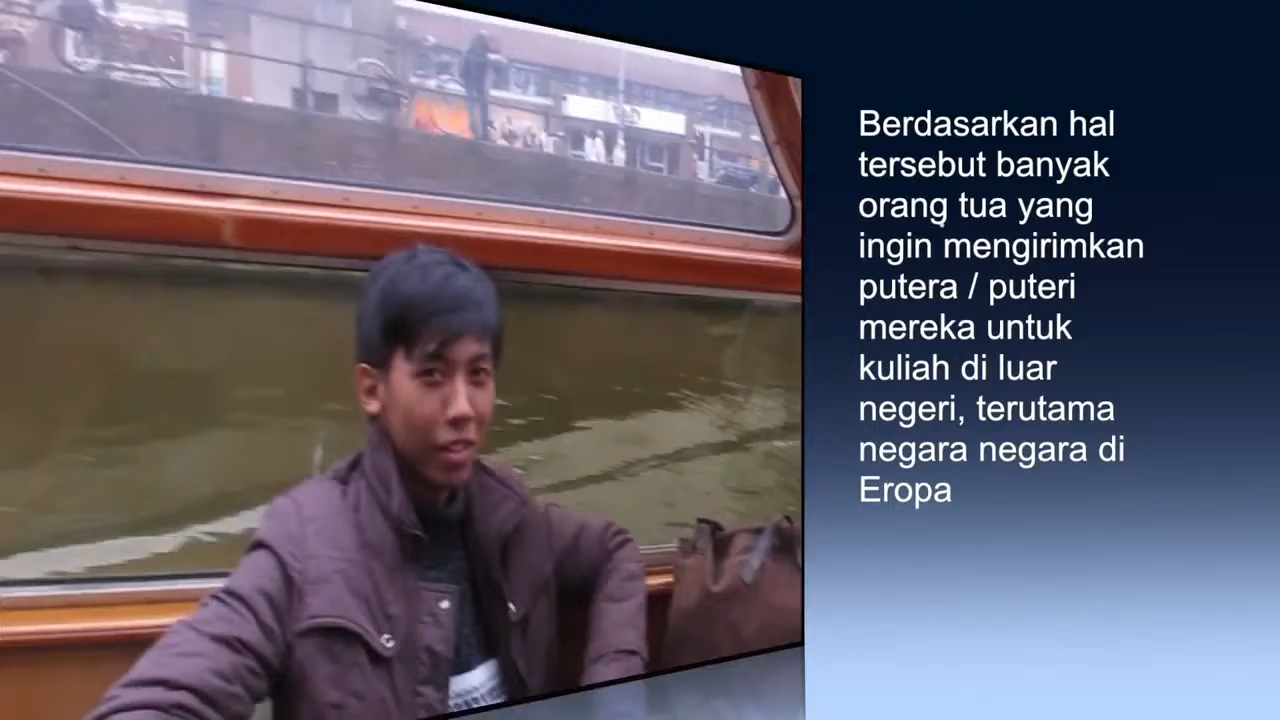 Berdasarkan hal
tersebut banyak
orang tua yang
ingin mengirimkan
putera / puteri
mereka untuk
kuliah di luar
negeri, terutama
negara negara di
Eropa